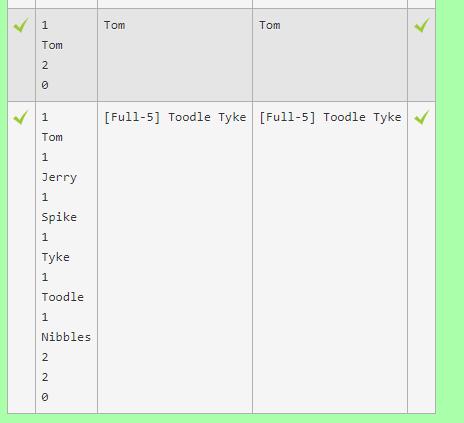 1 Tom Tom
Tom
2
0
1 [Full-5] Toodle Tyke [Full-5] Toodle Tyke
Tom
1
Jerry
1
Spike
1
Tyke
1
Toodle
1
Nibbles
2
2
0